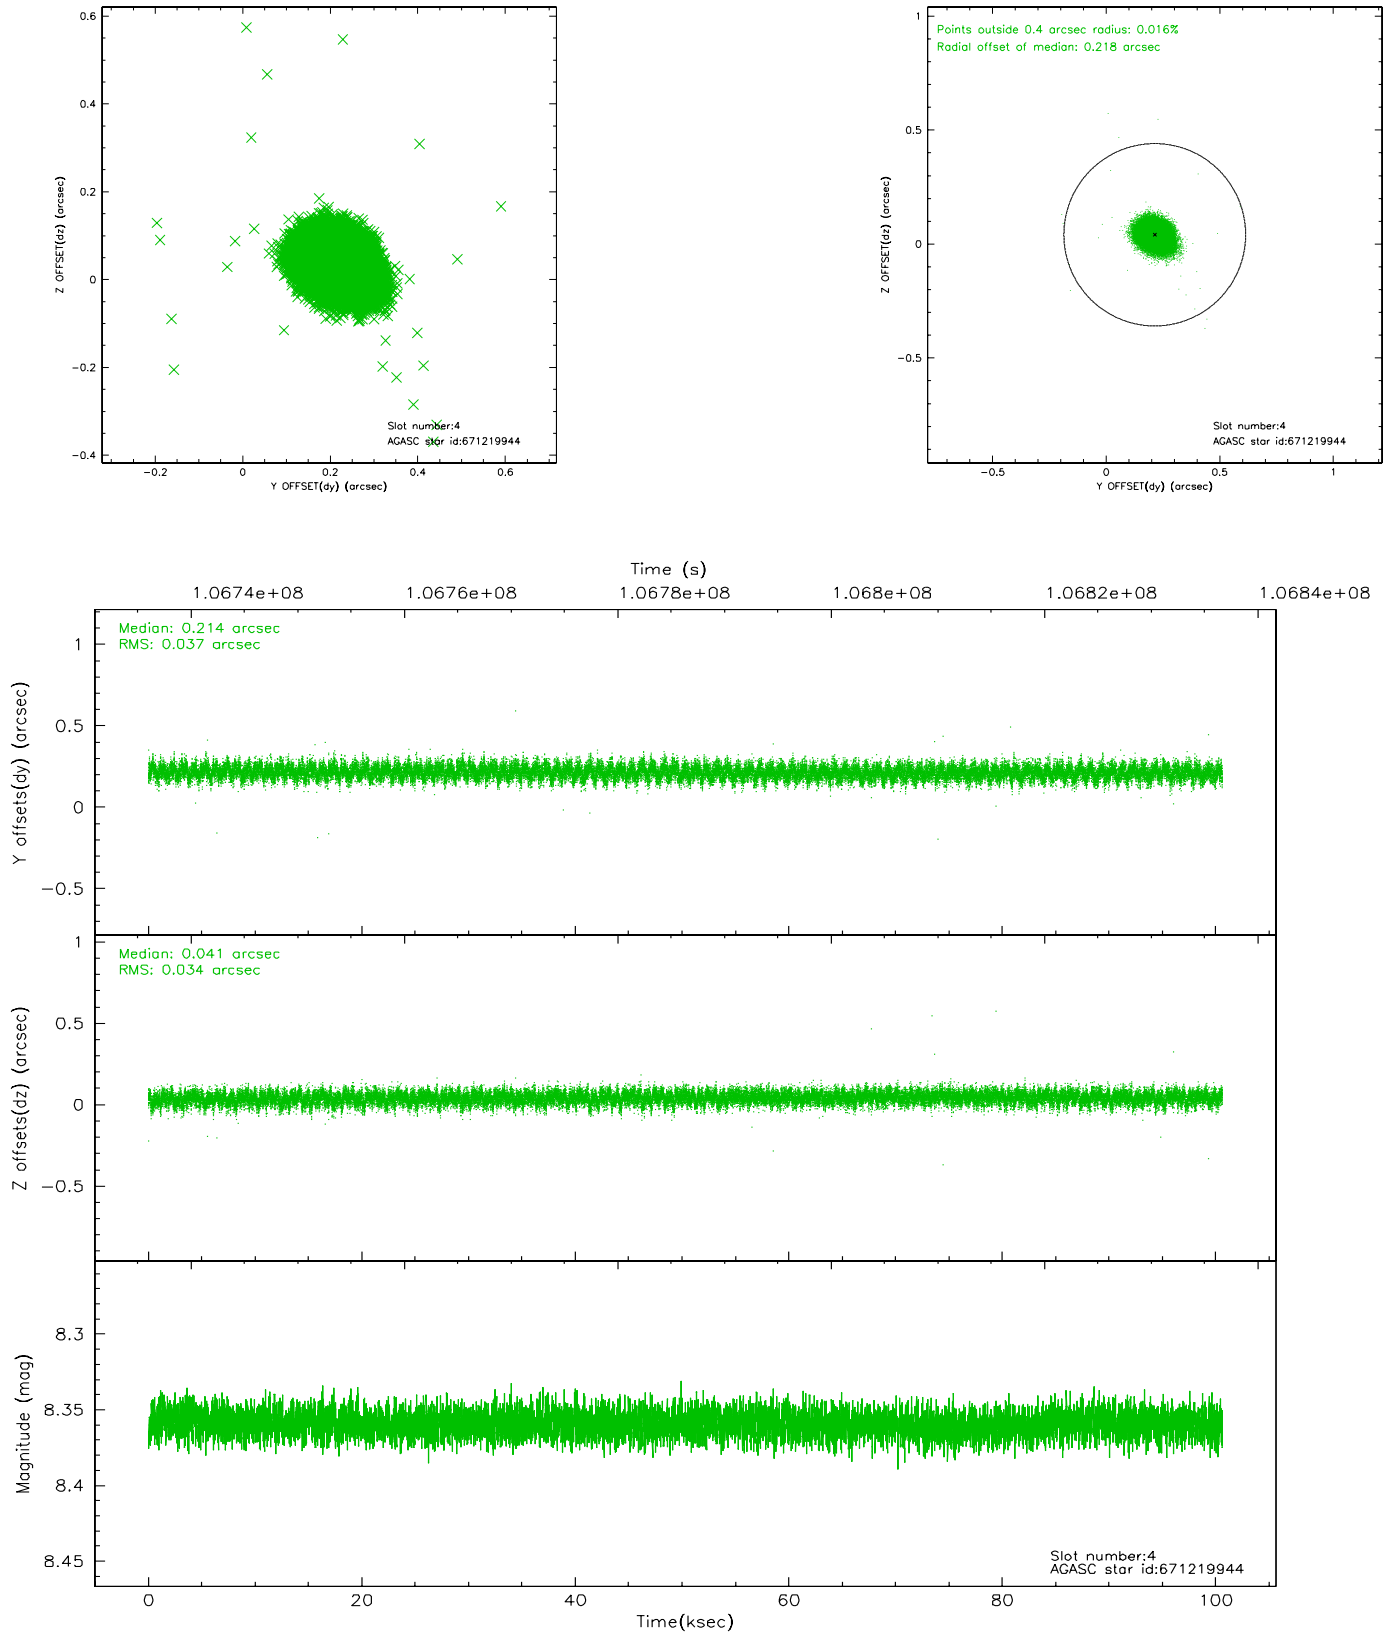 0.6
0.4
0.2
0
−0.2
−0.4
Z OFFSET(dz) (arcsec)
−0.2 0 0.2 0.4 0.6
Y OFFSET(dy) (arcsec)
Slot number:4
AGASC star id:671219944
Points outside 0.4 arcsec radius: 0.016%
Radial offset of median: 0.218 arcsec
1
0.5
0
−0.5
Z OFFSET(dz) (arcsec)
−0.5 0 0.5 1
Y OFFSET(dy) (arcsec)
Slot number:4
AGASC star id:671219944
Time (s)
1.0674e+08 1.0676e+08 1.0678e+08 1.068e+08 1.0682e+08 1.0684e+08
Median: 0.214 arcsec
RMS: 0.037 arcsec
1
0.5
0
−0.5
Y offsets(dy) (arcsec)
Median: 0.041 arcsec
RMS: 0.034 arcsec
1
0.5
0
−0.5
Z offsets(dz) (arcsec)
8.3
8.35
8.4
8.45
Magnitude (mag)
Slot number:4
AGASC star id:671219944
0 20 40 60 80 100
Time(ksec)